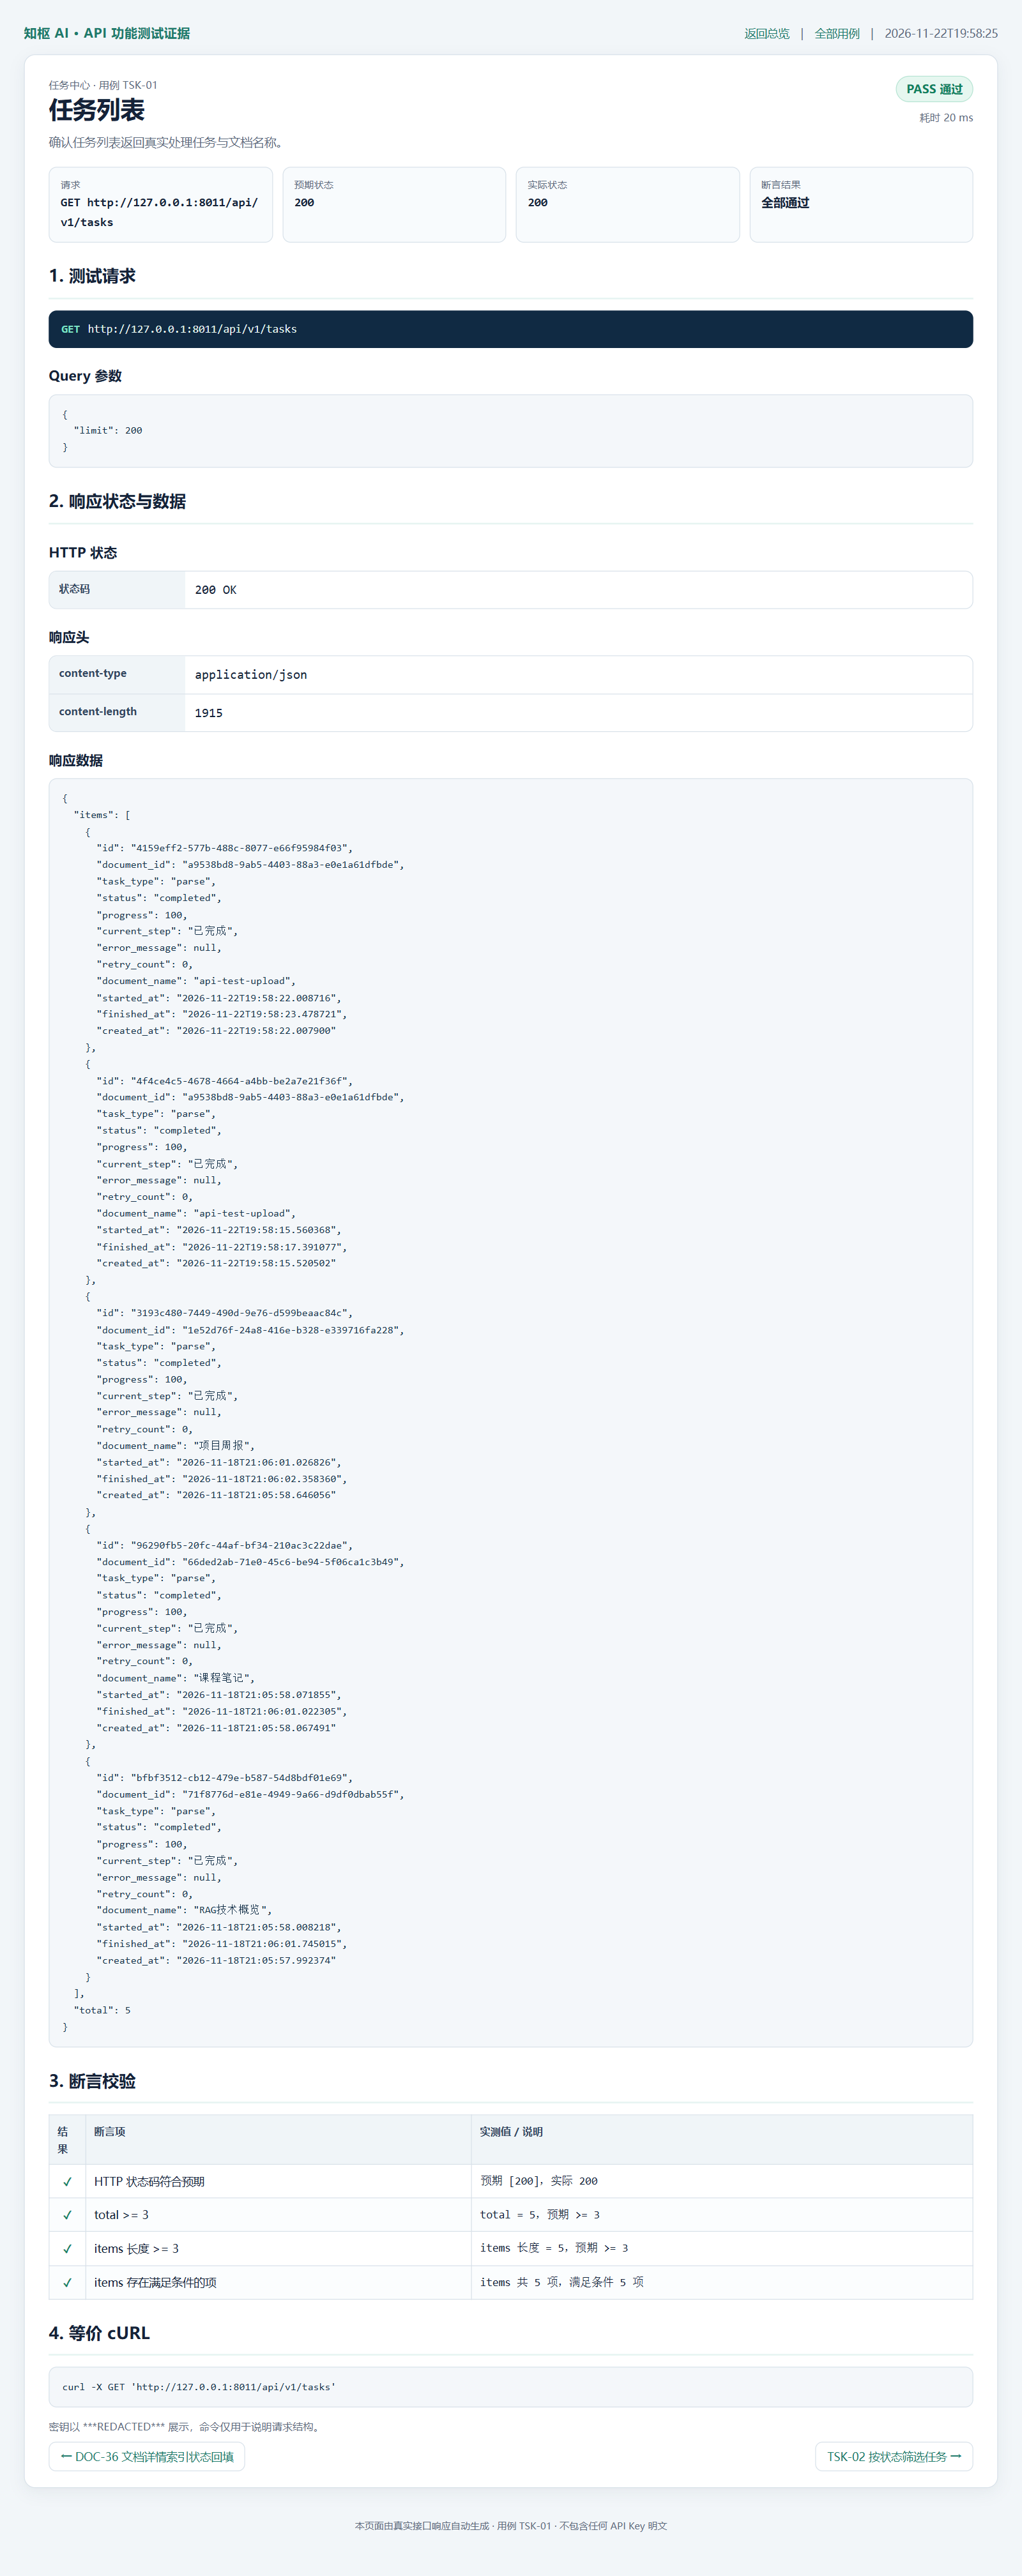 知枢 AI • API 功能测试证据
返回总览 | 全部用例 | 2026-11-22T19:58:25
任务中心 · 用例 TSK-01
任务列表
PASS 通过
耗时 20 ms
确认任务列表返回真实处理任务与文档名称。
请求
GET http://127.0.0.1:8011/api/
v1/tasks
预期状态
200
实际状态
200
断言结果
全部通过
1. 测试请求
GET http://127.0.0.1:8011/api/v1/tasks
Query 参数
{
"limit": 200
}
2. 响应状态与数据
HTTP 状态
状态码 200 OK
响应头
content-type application/json
content-length 1915
响应数据
{
"items": [
{
"id": "4159eff2-577b-488c-8077-e66f95984f03",
"document_id": "a9538bd8-9ab5-4403-88a3-e0e1a61dfbde",
"task_type": "parse",
"status": "completed",
"progress": 100,
"current_step": "已完成",
"error_message": null,
"retry_count": 0,
"document_name": "api-test-upload",
"started_at": "2026-11-22T19:58:22.008716",
"finished_at": "2026-11-22T19:58:23.478721",
"created_at": "2026-11-22T19:58:22.007900"
},
{
"id": "4f4ce4c5-4678-4664-a4bb-be2a7e21f36f",
"document_id": "a9538bd8-9ab5-4403-88a3-e0e1a61dfbde",
"task_type": "parse",
"status": "completed",
"progress": 100,
"current_step": "已完成",
"error_message": null,
"retry_count": 0,
"document_name": "api-test-upload",
"started_at": "2026-11-22T19:58:15.560368",
"finished_at": "2026-11-22T19:58:17.391077",
"created_at": "2026-11-22T19:58:15.520502"
},
{
"id": "3193c480-7449-490d-9e76-d599beaac84c",
"document_id": "1e52d76f-24a8-416e-b328-e339716fa228",
"task_type": "parse",
"status": "completed",
"progress": 100,
"current_step": "已完成",
"error_message": null,
"retry_count": 0,
"document_name": "项目周报",
"started_at": "2026-11-18T21:06:01.026826",
"finished_at": "2026-11-18T21:06:02.358360",
"created_at": "2026-11-18T21:05:58.646056"
},
{
"id": "96290fb5-20fc-44af-bf34-210ac3c22dae",
"document_id": "66ded2ab-71e0-45c6-be94-5f06ca1c3b49",
"task_type": "parse",
"status": "completed",
"progress": 100,
"current_step": "已完成",
"error_message": null,
"retry_count": 0,
"document_name": "课程笔记",
"started_at": "2026-11-18T21:05:58.071855",
"finished_at": "2026-11-18T21:06:01.022305",
"created_at": "2026-11-18T21:05:58.067491"
},
{
"id": "bfbf3512-cb12-479e-b587-54d8bdf01e69",
"document_id": "71f8776d-e81e-4949-9a66-d9df0dbab55f",
"task_type": "parse",
"status": "completed",
"progress": 100,
"current_step": "已完成",
"error_message": null,
"retry_count": 0,
"document_name": "RAG技术概览",
"started_at": "2026-11-18T21:05:58.008218",
"finished_at": "2026-11-18T21:06:01.745015",
"created_at": "2026-11-18T21:05:57.992374"
}
],
"total": 5
}
3. 断言校验
结果 断言项 实测值 / 说明
✓ HTTP 状态码符合预期 预期 [200]，实际 200
✓ total >= 3 total = 5，预期 >= 3
✓ items 长度 >= 3 items 长度 = 5，预期 >= 3
✓ items 存在满足条件的项 items 共 5 项，满足条件 5 项
4. 等价 cURL
curl -X GET 'http://127.0.0.1:8011/api/v1/tasks'
密钥以 ***REDACTED*** 展示，命令仅用于说明请求结构。
← DOC-36 文档详情索引状态回填
TSK-02 按状态筛选任务 →
本页面由真实接口响应自动生成 · 用例 TSK-01 · 不包含任何 API Key 明文